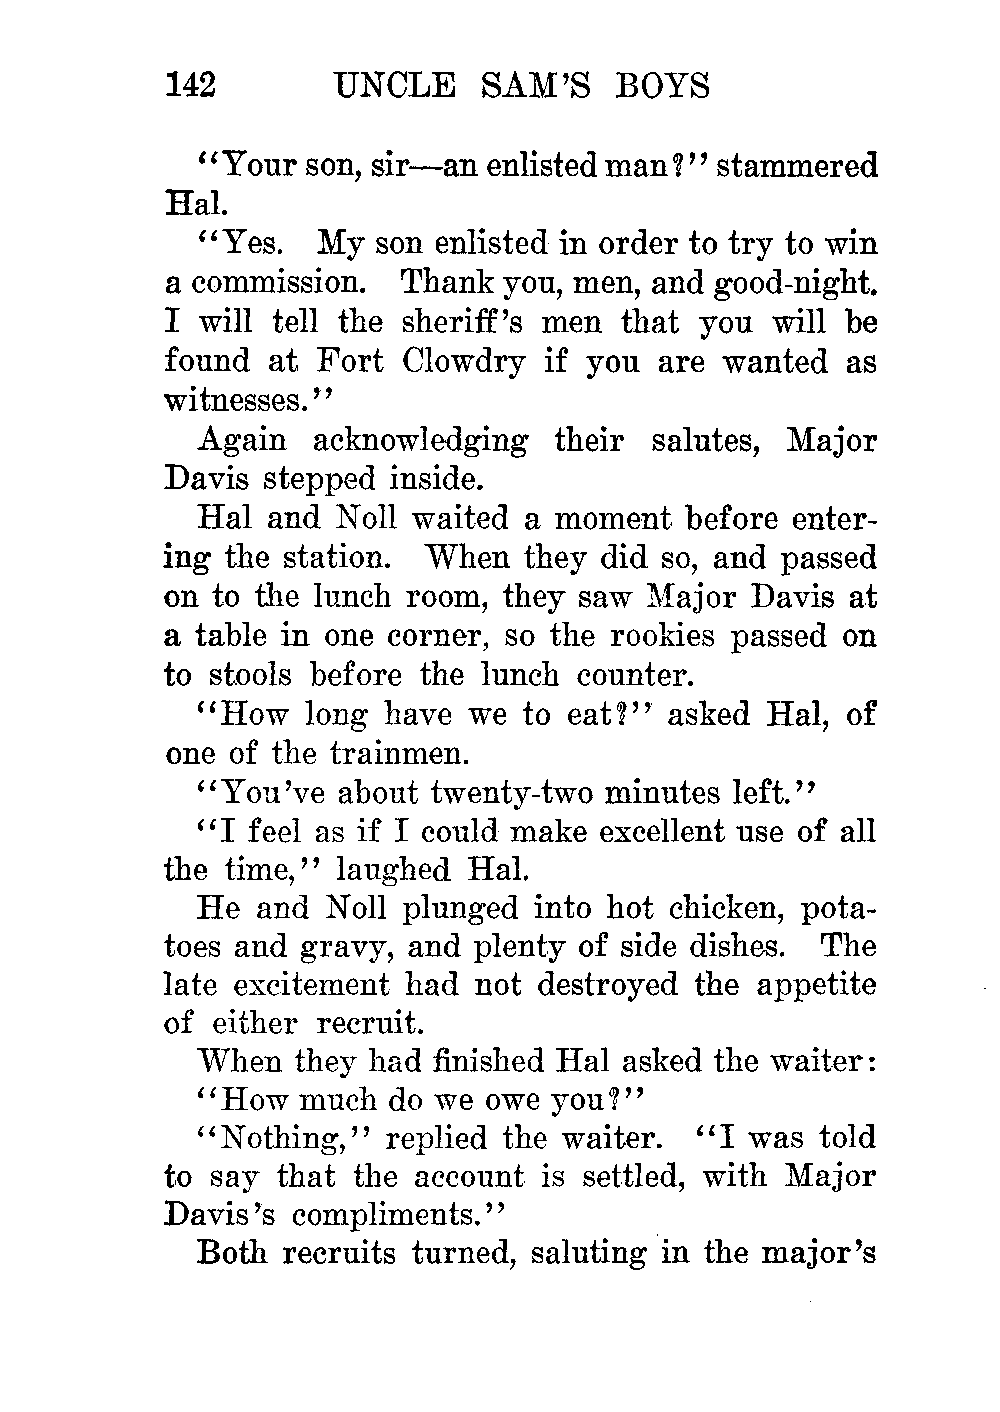 142 UNCLE SAM'S BOYS
"Your son, sir—an enlisted man?" stammered
Hal.
"Yes. My son enlisted in order to try to win
a commission. Thank you, men, and good-night.
I will tell the sheriff's men that you will be
found at Fort Clowdry if you are wanted as
witnesses."
Again acknowledging their salutes, Major
Davis stepped inside.
Hal and Noll waited a moment before enter-
ing the station. When they did so, and passed
on to the lunch room, they saw Major Davis at
a table in one corner, so the rookies passed on
to stools before the lunch counter.
"How long have we to eat?" asked Hal, of
one of the trainmen.
"You've about twenty-two minutes left."
"I feel as if I could make excellent use of all
the time," laughed Hal.
He and Noll plunged into hot chicken, pota-
toes and gravy, and plenty of side dishes. The
late excitement had not destroyed the appetite
of either recruit.
When they had finished Hal asked the waiter:
"How much do we owe you?"
"Nothing," replied the waiter. "I was told
to say that the account is settled, with Major
Davis's compliments."
Both recruits turned, saluting in the major's